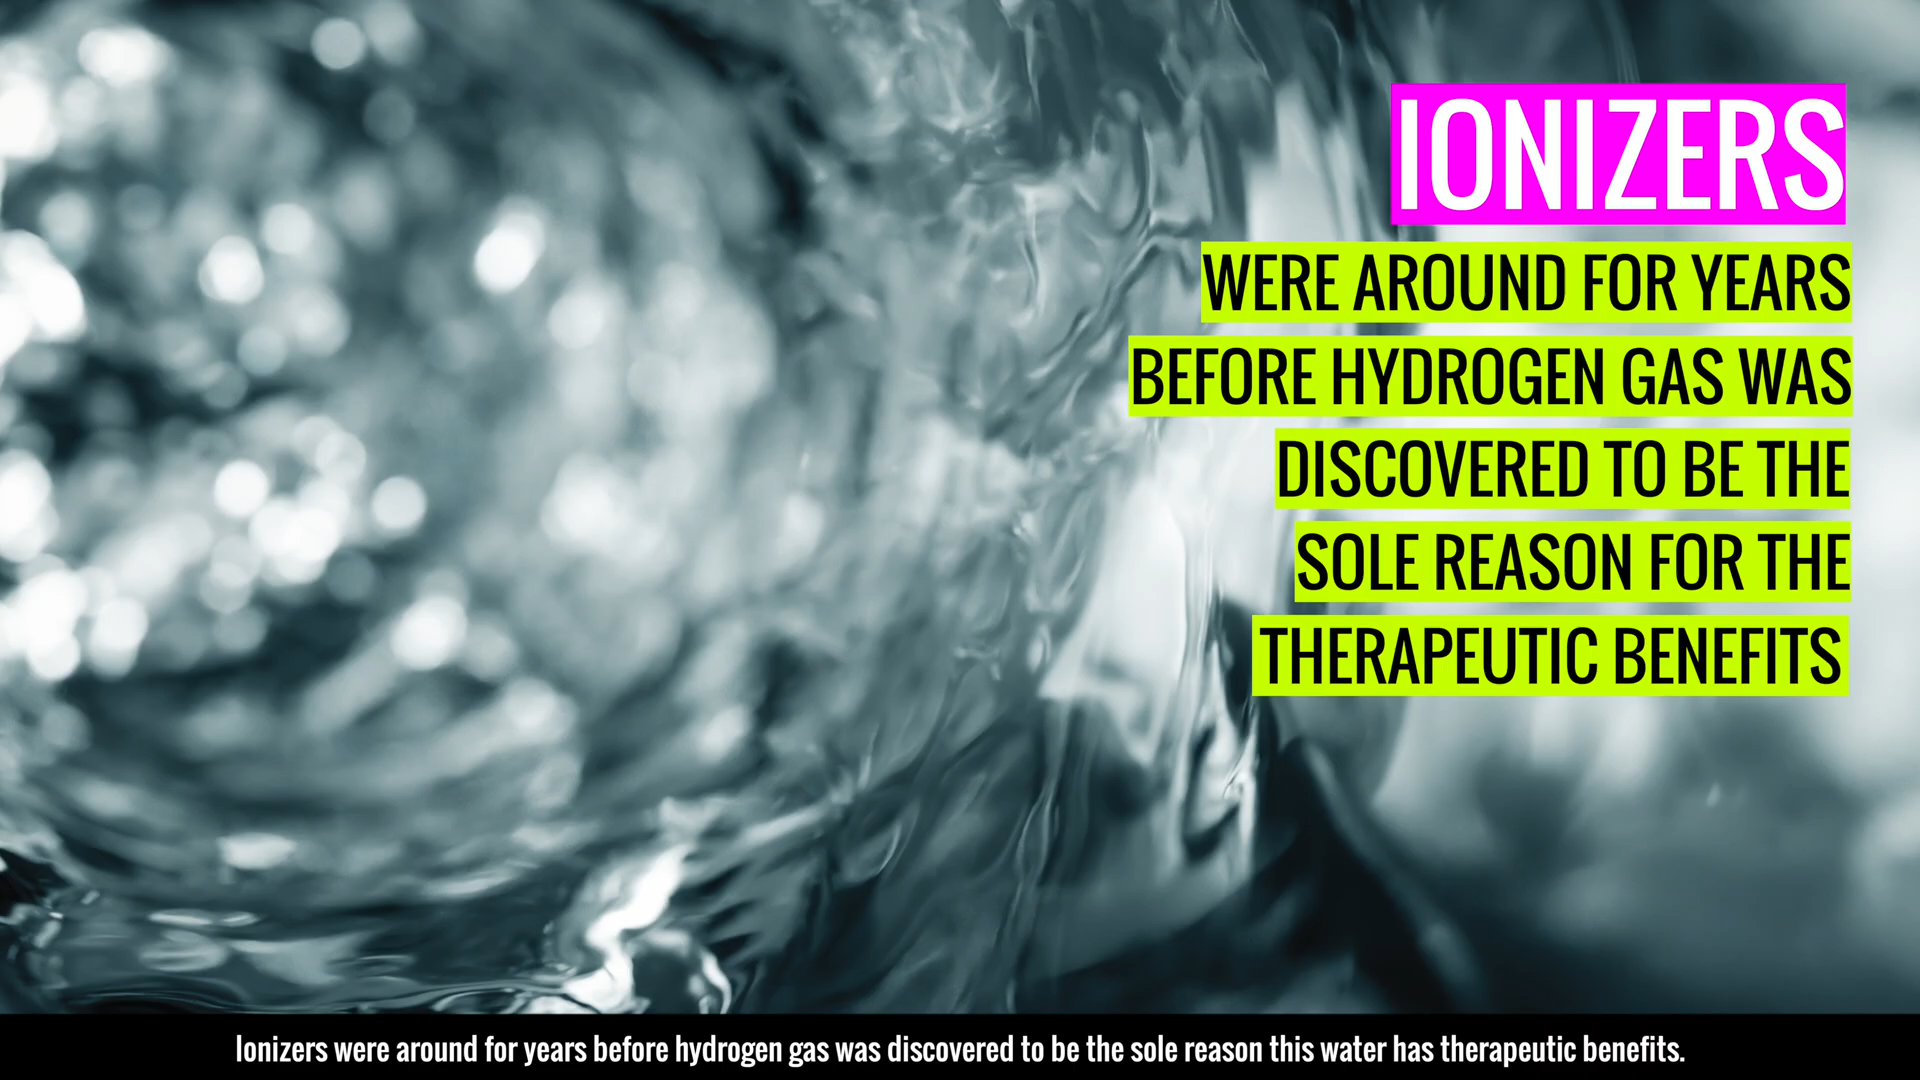 IONIZERS
WERE AROUND FOR YEARS
BEFORE HYDROGEN GAS WAS
DISCOVERED TO BE THE
SOLE REASON FOR THE
THERAPEUTIC BENEFITS
Ionizers were around for years before hydrogen gas was discovered to be the sole reason this water has therapeutic benefits.